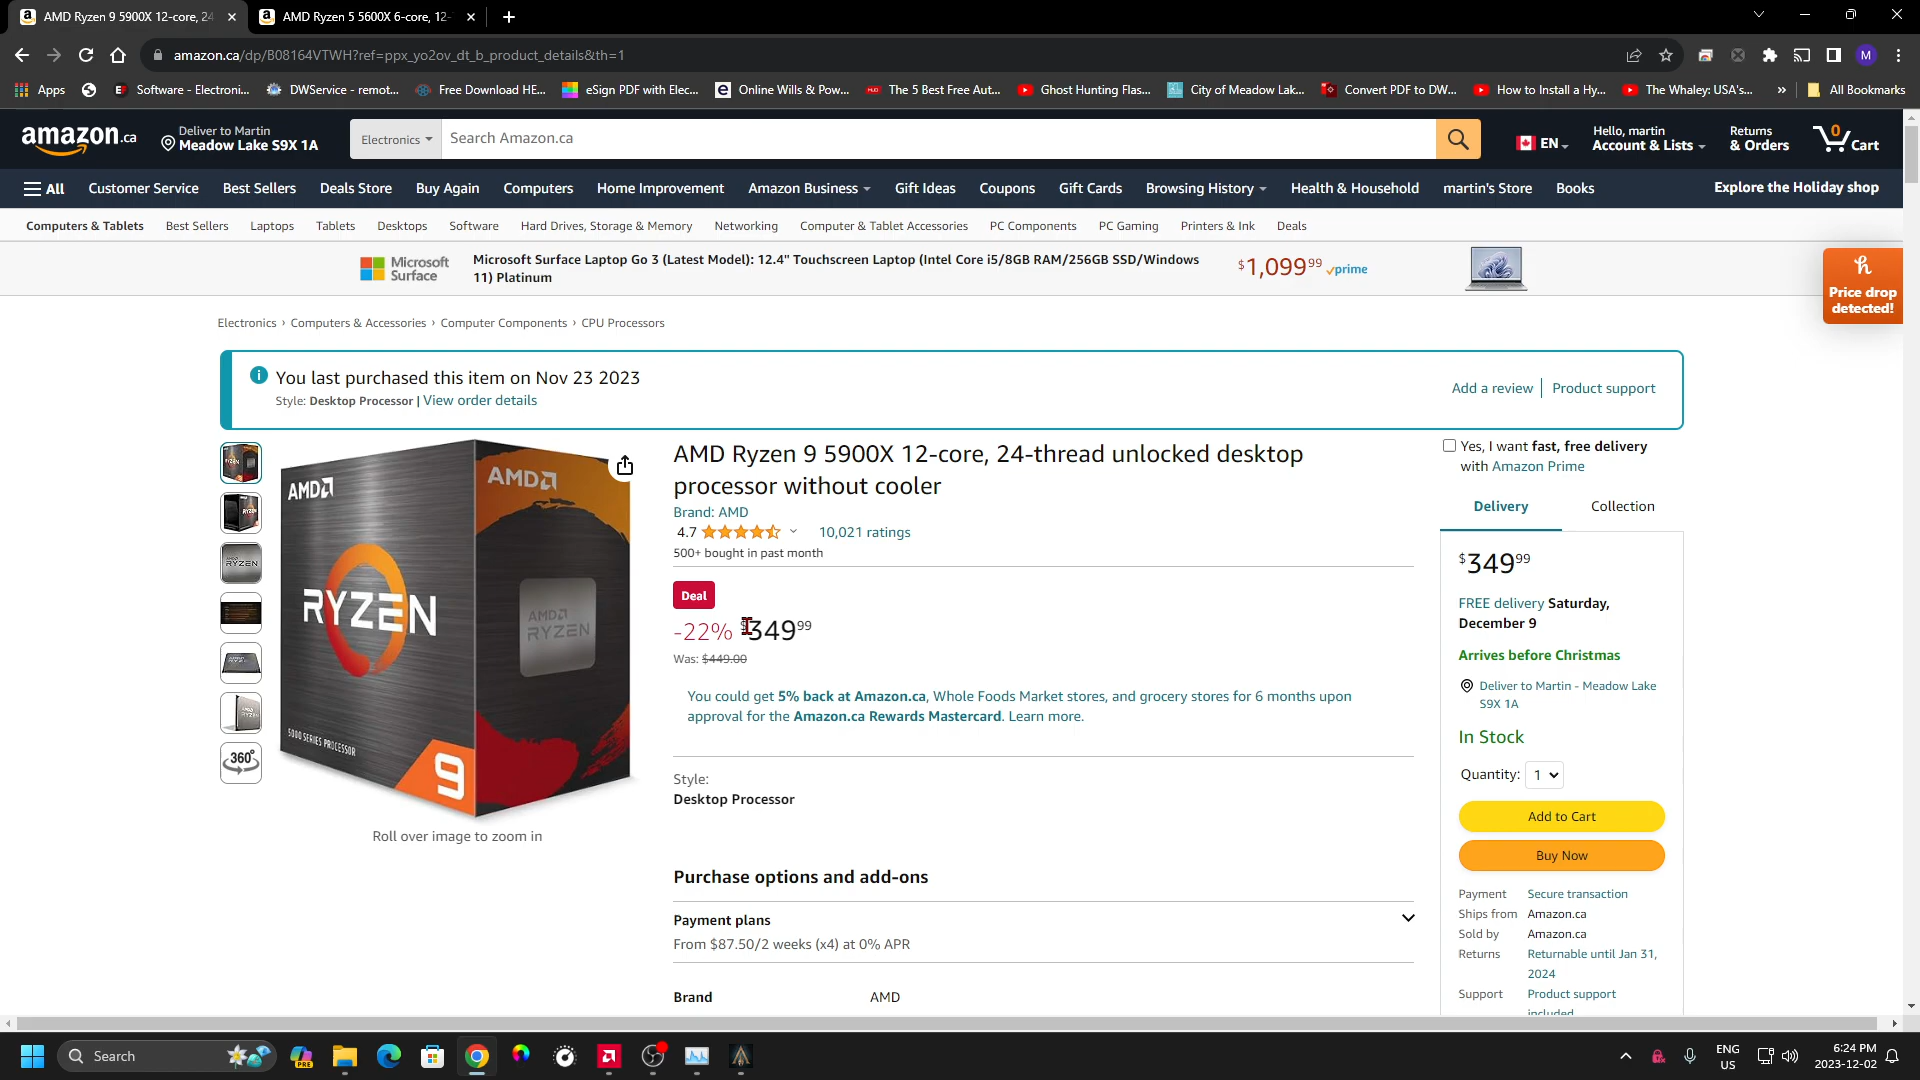 AMD Ryzen 9 5900X 12-core, 24
AMD Ryzen 5 5600X 6-core, 12-
amazon.ca/dp/B08164VTWH?ref=ppx_yo2ov_dt_b_product_details&th=1
M
Apps
Software - Electroni...
DWService - remot...
Free Download HE...
eSign PDF with Elec...
Online Wills & Pow...
The 5 Best Free Aut...
Ghost Hunting Flas...
City of Meadow Lak...
Convert PDF to DW...
How to Install a Hy...
The Whaley: USA's...
All Bookmarks
amazon.ca
Deliver to Martin
Meadow Lake S9X 1A
Electronics
Search Amazon.ca
EN
Hello, martin
Account & Lists
Returns
& Orders
0
Cart
All
Customer Service
Best Sellers
Deals Store
Buy Again
Computers
Home Improvement
Amazon Business
Gift Ideas
Coupons
Gift Cards
Browsing History
Health & Household
martin's Store
Books
Explore the Holiday shop
Computers & Tablets
Best Sellers
Laptops
Tablets
Desktops
Software
Hard Drives, Storage & Memory
Networking
Computer & Tablet Accessories
PC Components
PC Gaming
Printers & Ink
Deals
Microsoft
Surface
Microsoft Surface Laptop Go 3 (Latest Model): 12.4" Touchscreen Laptop (Intel Core i5/8GB RAM/256GB SSD/Windows
11) Platinum
$1,099.99 prime
Price drop
detected!
Electronics › Computers & Accessories › Computer Components › CPU Processors
You last purchased this item on Nov 23 2023
Style: Desktop Processor | View order details
Add a review
Product support
AMD
AMD
RYZEN
AMD
RYZEN
5000 SERIES PROCESSOR
9
360°
Roll over image to zoom in
AMD Ryzen 9 5900X 12-core, 24-thread unlocked desktop
processor without cooler
Brand: AMD
4.7
10,021 ratings
500+ bought in past month
Deal
-22% $349 99
Was: $449.00
You could get 5% back at Amazon.ca, Whole Foods Market stores, and grocery stores for 6 months upon
approval for the Amazon.ca Rewards Mastercard. Learn more.
Style:
Desktop Processor
Purchase options and add-ons
Payment plans
From $87.50/2 weeks (x4) at 0% APR
Brand AMD
Yes, I want fast, free delivery
with Amazon Prime
Delivery
Collection
$349 99
FREE delivery Saturday,
December 9
Arrives before Christmas
Deliver to Martin - Meadow Lake
S9X 1A
In Stock
Quantity: 1
Add to Cart
Buy Now
Payment Secure transaction
Ships from Amazon.ca
Sold by Amazon.ca
Returns Returnable until Jan 31,
2024
Support Product support
included
Search
PRE
ENG
US
6:24 PM
2023-12-02